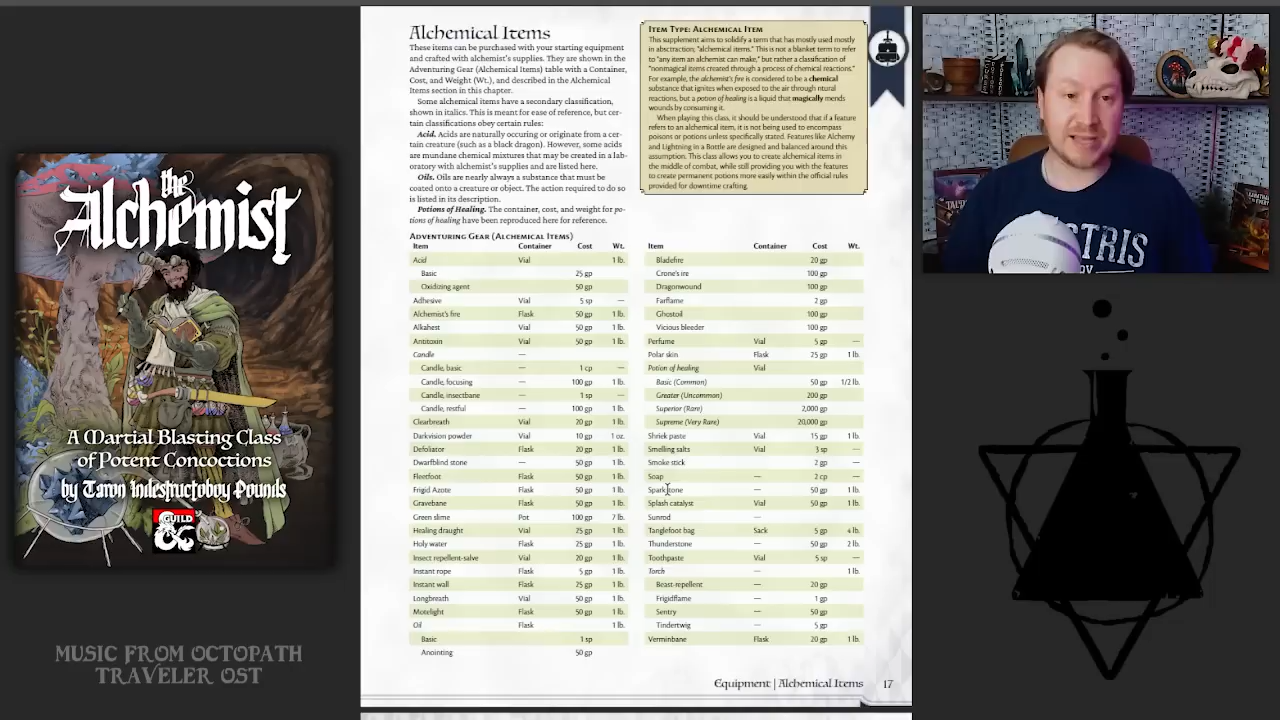 the
Alchemist
A Martial Blasting Class
of Potent Concoctions
by Taron Indestructoboy Pounds
GUILD
MUSIC FROM OCTOPATH
TRAVELER OST
Alchemical Items
These items can be purchased with your starting equipment
and crafted with alchemist's supplies. They are shown in the
Adventuring Gear (Alchemical Items) table with a Container,
Cost, and Weight (Wt.), and described in the Alchemical
Items section in this chapter.
Some alchemical items have a secondary classification,
shown in italics. This is meant for ease of reference, but cer-
tain classifications obey certain rules:
Acid. Acids are naturally occuring or originate from a cer-
tain creature (such as a black dragon). However, some acids
are mundane chemical mixtures that may be created in a lab-
oratory with alchemist's supplies and are listed here.
Oils. Oils are nearly always a substance that must be
coated onto a creature or object. The action required to do so
is listed in its description.
Potions of Healing. The container, cost, and weight for po-
tions of healing have been reproduced here for reference.
Item Type: Alchemical Item
This supplement aims to solidify a term that has mostly used mostly
in absctraction; "alchemical items." This is not a blanket term to refer
to "any item an alchemist can make," but rather a classification of
"nonmagical items created through a process of chemical reactions."
For example, the alchemist's fire is considered to be a chemical
substance that ignites when exposed to the air through ntural
reactions, but a potion of healing is a liquid that magically mends
wounds by consuming it.
When playing this class, it should be understood that if a feature
refers to an alchemical item, it is not being used to encompass
poisons or potions unless specifically stated. Features like Alchemy
and Lightning in a Bottle are designed and balanced around this
assumption. This class allows you to create alchemical items in
the middle of combat, while still providing you with the features
to create permanent potions more easily within the official rules
provided for downtime crafting.
Adventuring Gear (Alchemical Items)
Item Container Cost Wt.
Acid Vial 1 lb.
Basic 25 gp
Oxidizing agent 50 gp
Adhesive Vial 5 sp —
Alchemist's fire Flask 50 gp 1 lb.
Alkahest Vial 50 gp 1 lb.
Antitoxin Vial 50 gp 1 lb.
Candle —
Candle, basic — 1 cp —
Candle, focusing — 100 gp 1 lb.
Candle, insectbane — 1 sp —
Candle, restful — 100 gp 1 lb.
Clearbreath Vial 20 gp 1 lb.
Darkvision powder Vial 10 gp 1 oz.
Defoliator Flask 20 gp 1 lb.
Dwarfblind stone — 50 gp 1 lb.
Fleetfoot Flask 50 gp 1 lb.
Frigid Azote Flask 50 gp 1 lb.
Gravebane Flask 50 gp 1 lb.
Green slime Pot 100 gp 7 lb.
Healing draught Vial 25 gp 1 lb.
Holy water Flask 25 gp 1 lb.
Insect repellent-salve Vial 20 gp 1 lb.
Instant rope Flask 5 gp 1 lb.
Instant wall Flask 25 gp 1 lb.
Longbreath Vial 50 gp 1 lb.
Motelight Flask 50 gp 1 lb.
Oil Flask 1 lb.
Basic 1 sp
Anointing 50 gp
Item Container Cost Wt.
Bladefire 20 gp
Crone's ire 100 gp
Dragonwound 100 gp
Farflame 2 gp
Ghostoil 100 gp
Vicious bleeder 100 gp
Perfume Vial 5 gp —
Polar skin Flask 25 gp 1 lb.
Potion of healing Vial
Basic (Common) 50 gp 1/2 lb.
Greater (Uncommon) 200 gp
Superior (Rare) 2,000 gp
Supreme (Very Rare) 20,000 gp
Shriek paste Vial 15 gp 1 lb.
Smelling salts Vial 3 sp —
Smoke stick 2 gp —
Soap — 2 cp —
Spark stone — 50 gp 1 lb.
Splash catalyst Vial 50 gp 1 lb.
Sunrod —
Tanglefoot bag Sack 5 gp 4 lb.
Thunderstone — 50 gp 2 lb.
Toothpaste Vial 5 sp —
Torch — 1 lb.
Beast-repellent — 20 gp
Frigidflame — 1 gp
Sentry — 50 gp
Tindertwig — 5 gp
Verminbane Flask 20 gp 1 lb.
Equipment | Alchemical Items 17